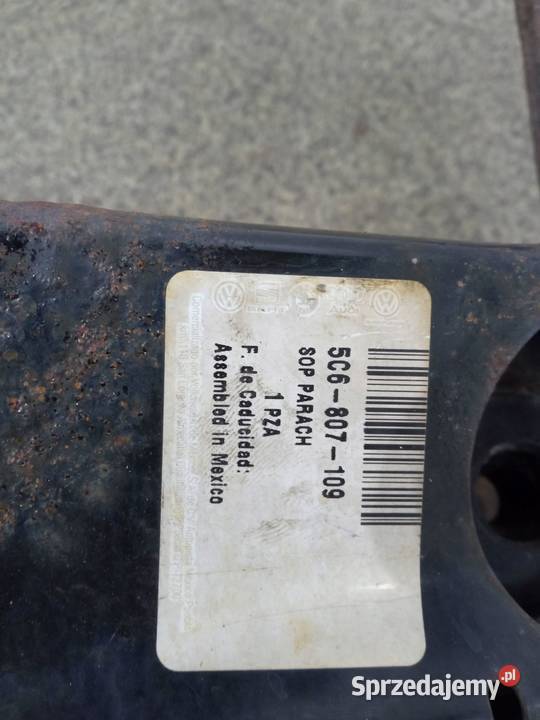 5C6-807-109
SOP PARACH
1 PZA
F. de Caducidad:
Assembled in Mexico
Sprzedajemy.pl